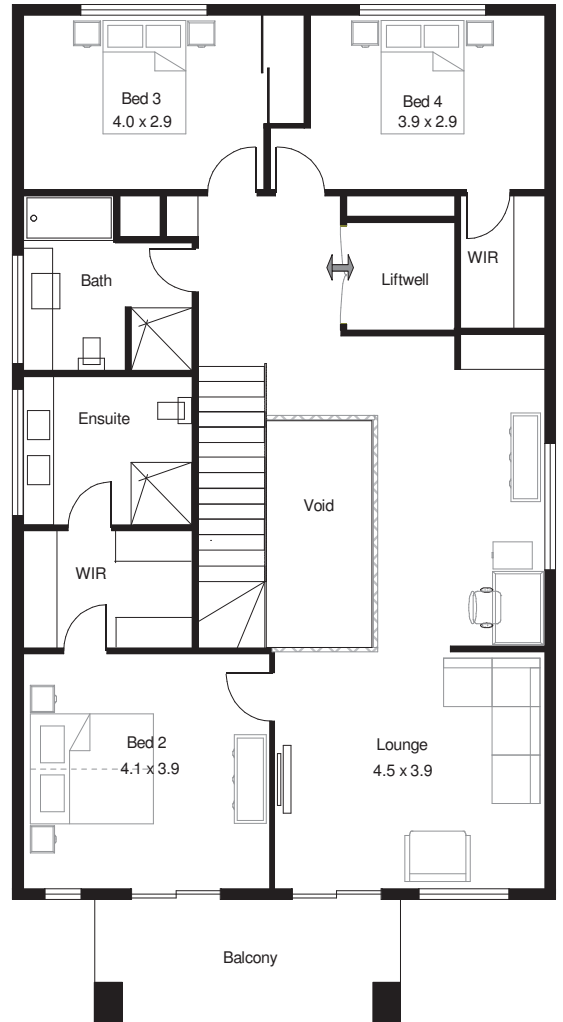 Bed 3
4.0 x 2.9
Bed 4
3.9 x 2.9
WIR
Bath
Liftwell
Ensuite
Void
WIR
Bed 2
4.1 x 3.9
Lounge
4.5 x 3.9
Balcony